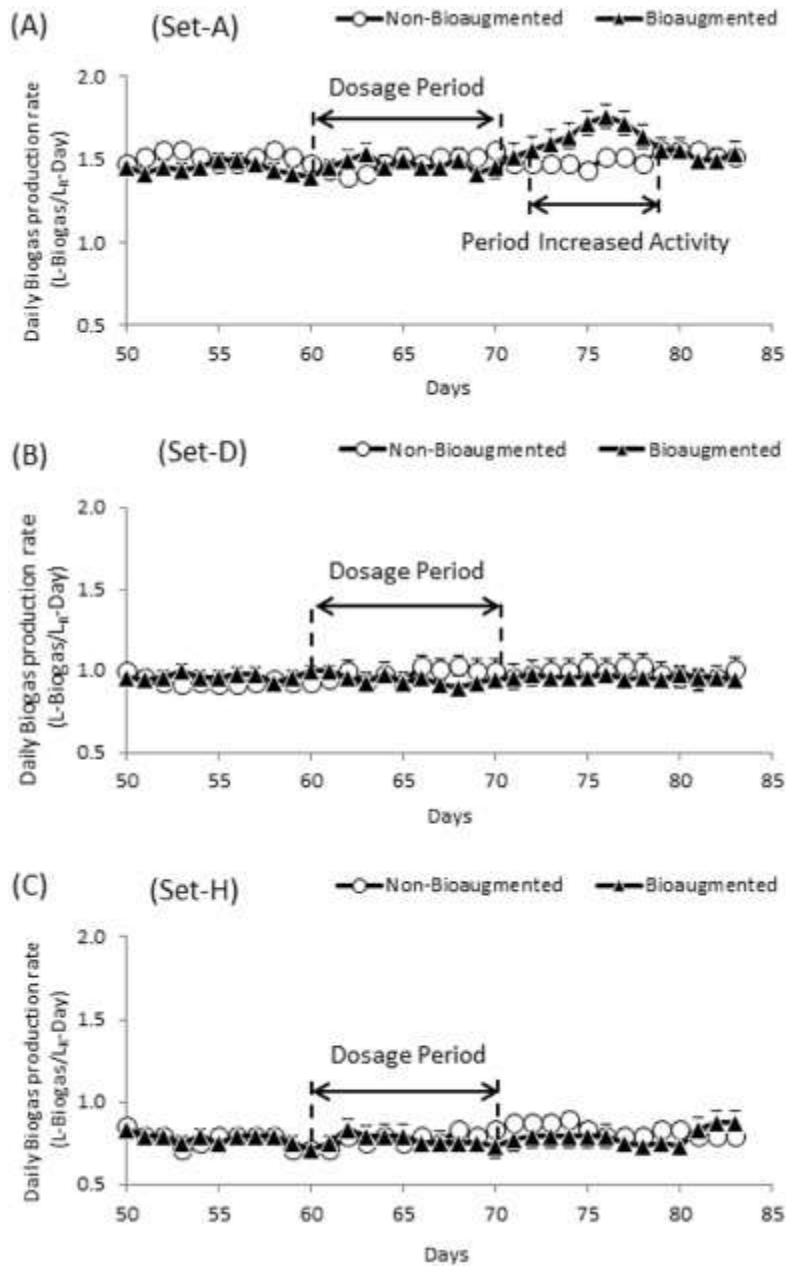 (A)
(Set-A)
Non-Bioaugmented
Bioaugmented
Daily Biogas production rate
(L-Biogas/L_R-Day)
2.0
1.5
1.0
0.5
Dosage Period
Period Increased Activity
50 55 60 65 70 75 80 85
Days
(B)
(Set-D)
Non-Bioaugmented
Bioaugmented
Daily Biogas production rate
(L-Biogas/L_R-Day)
2.0
1.5
1.0
0.5
Dosage Period
50 55 60 65 70 75 80 85
Days
(C)
(Set-H)
Non-Bioaugmented
Bioaugmented
Daily Biogas production rate
(L-Biogas/L_R-Day)
2.0
1.5
1.0
0.5
Dosage Period
50 55 60 65 70 75 80 85
Days